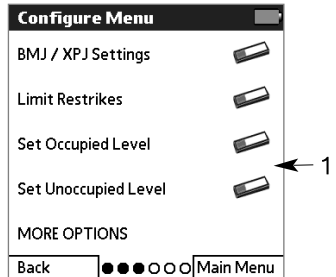 Configure Menu
BMJ / XPJ Settings
Limit Restrikes
Set Occupied Level
1
Set Unoccupied Level
MORE OPTIONS
Back Main Menu